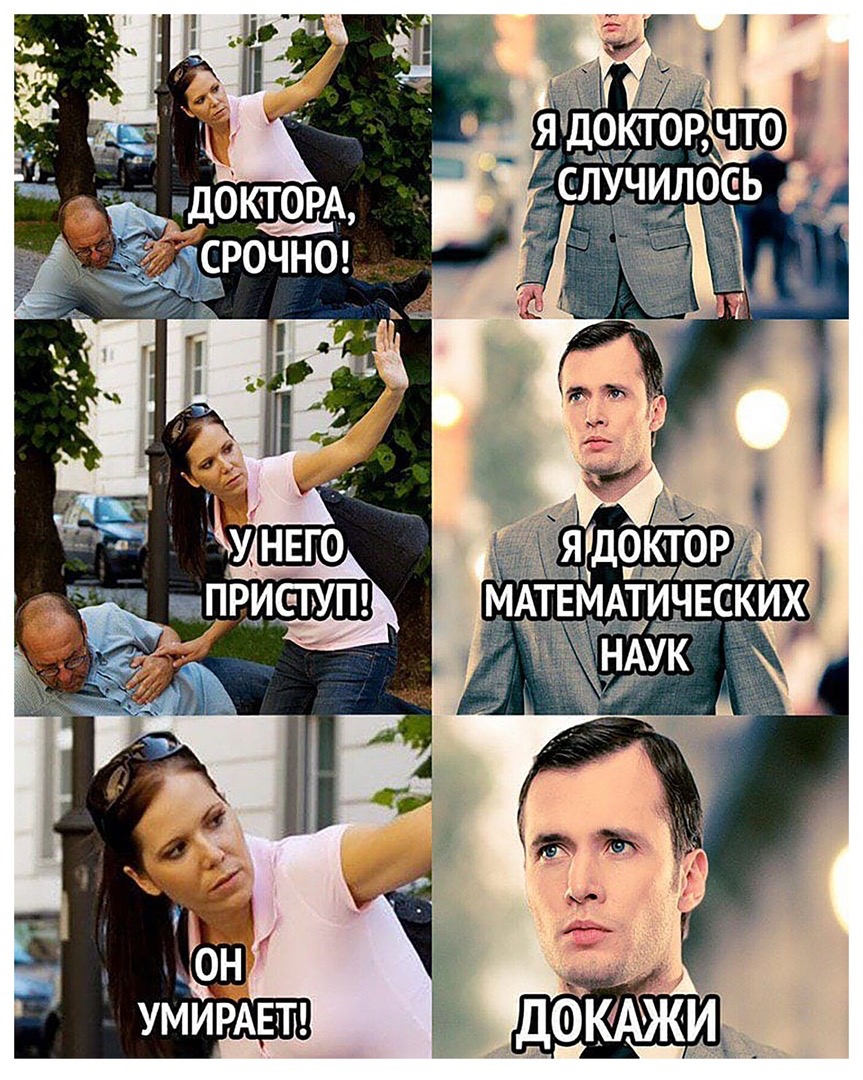 ДОКТОРА,
СРОЧНО!
Я ДОКТОР, ЧТО
СЛУЧИЛОСЬ
У НЕГО
ПРИСТУП!
Я ДОКТОР
МАТЕМАТИЧЕСКИХ
НАУК
ОН
УМИРАЕТ!
ДОКАЖИ